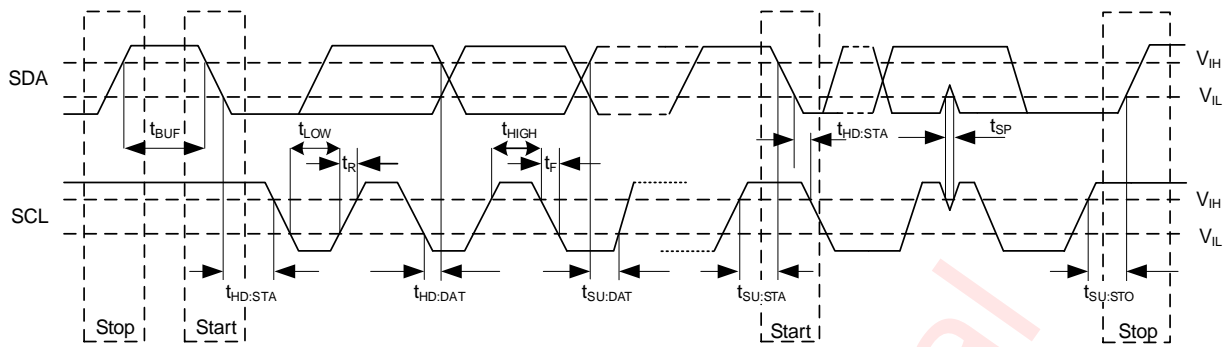 SDA
V_IH
V_IL
t_BUF
t_LOW
t_R
t_HIGH
t_F
t_HD:STA
t_SP
SCL
V_IH
V_IL
t_HD:STA
t_HD:DAT
t_SU:DAT
t_SU:STA
t_SU:STO
Stop
Start
Start
Stop